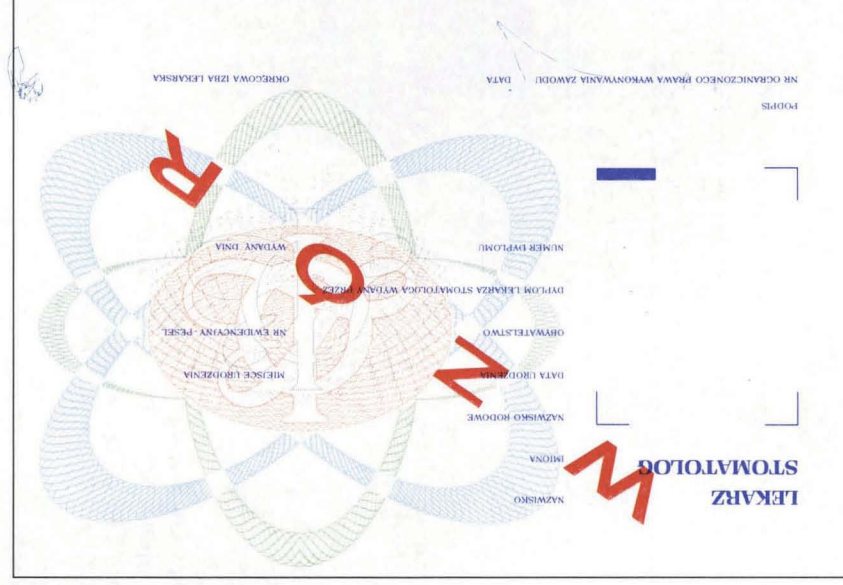 LEKARZ
STOMATOLOG
NAZWISKO
IMIONA
NAZWISKO RODOWE
DATA URODZENIA MIEJSCE URODZENIA
OBYWATELSTWO NR EWIDENCYJNY - PESEL
DYPLOM LEKARZA STOMATOLOGA WYDANY PRZEZ
NUMER DYPLOMU WYDANY DNIA
WZÓR
PODPIS
NR OGRANICZONEGO PRAWA WYKONYWANIA ZAWODU DATA OKRĘGOWA IZBA LEKARSKA